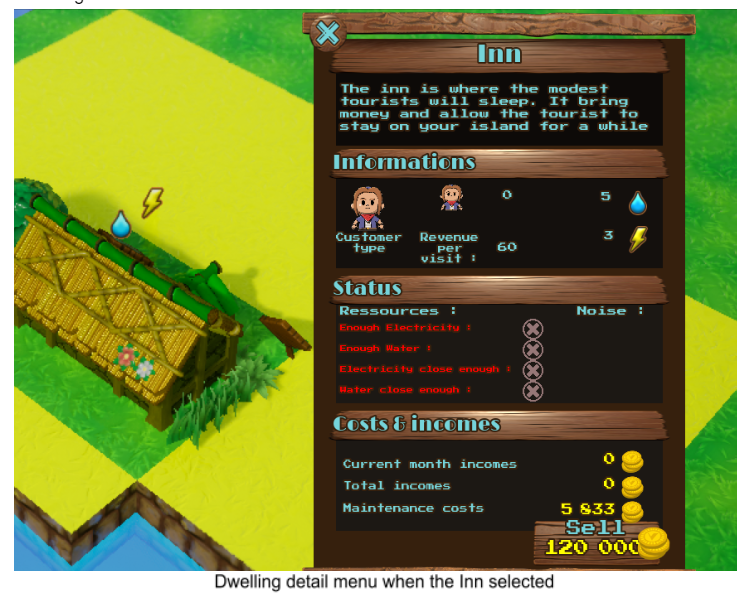 Inn
The inn is where the modest
tourists will sleep. It bring
money and allow the tourist to
stay on your island for a while
Informations
0
5
Customer type
Revenue per visit :
60
3
Status
Ressources :
Noise :
Enough Electricity :
Enough Water :
Electricity close enough :
Water close enough :
Costs & incomes
Current month incomes
0
Total incomes
0
Maintenance costs
5 833
Sell
120 000
Dwelling detail menu when the Inn selected